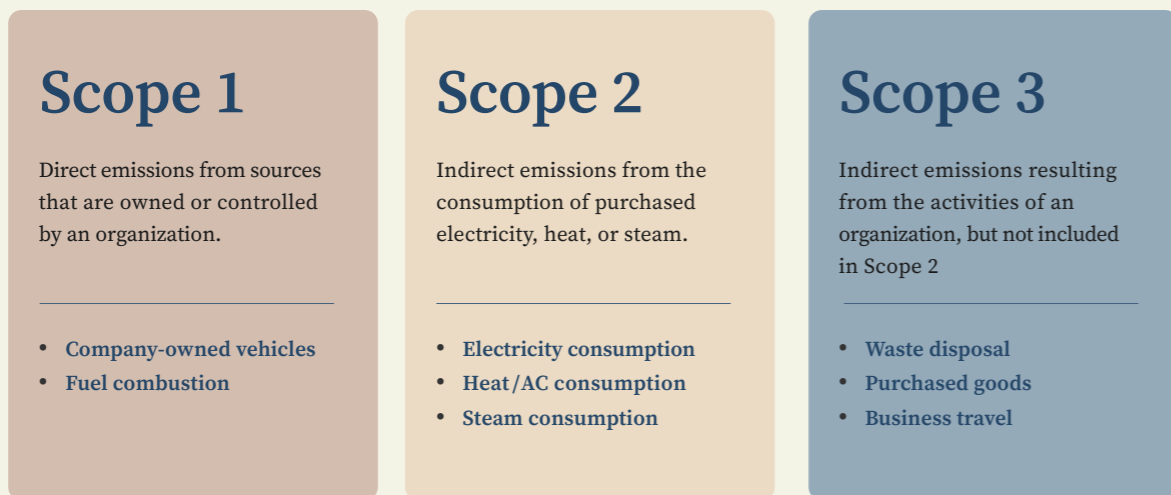 Scope 1
Direct emissions from sources
that are owned or controlled
by an organization.
• Company-owned vehicles
• Fuel combustion
Scope 2
Indirect emissions from the
consumption of purchased
electricity, heat, or steam.
• Electricity consumption
• Heat/AC consumption
• Steam consumption
Scope 3
Indirect emissions resulting
from the activities of an
organization, but not included
in Scope 2
• Waste disposal
• Purchased goods
• Business travel